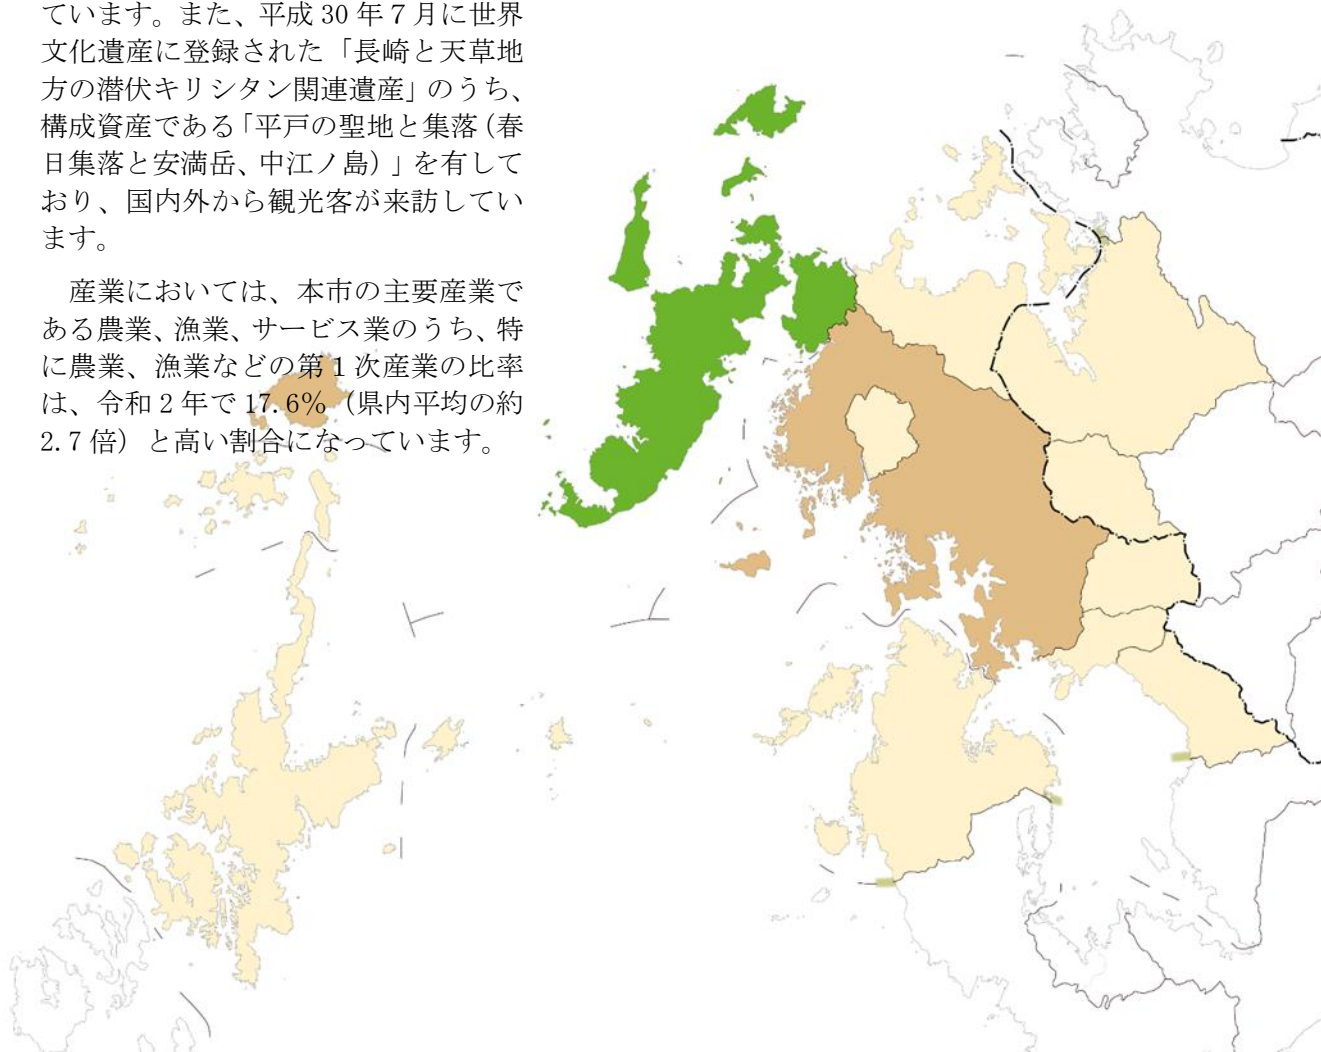 ています。また、平成 30 年７月に世界
文化遺産に登録された「長崎と天草地
方の潜伏キリシタン関連遺産」のうち、
構成資産である「平戸の聖地と集落（春
日集落と安満岳、中江ノ島）」を有して
おり、国内外から観光客が来訪してい
ます。
産業においては、本市の主要産業で
ある農業、漁業、サービス業のうち、特
に農業、漁業などの第１次産業の比率
は、令和２年で 17.6％（県内平均の約
2.7 倍）と高い割合になっています。